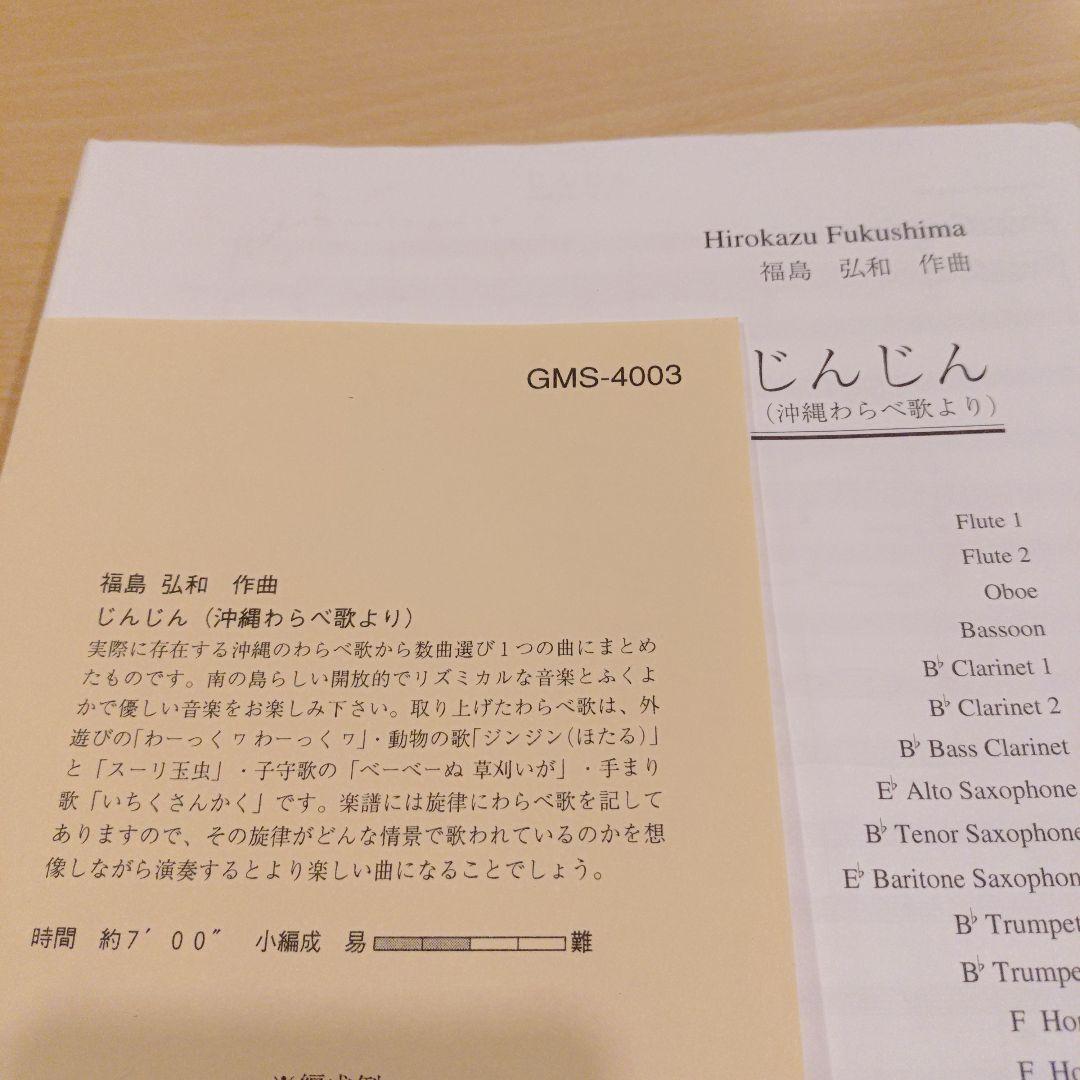 Hirokazu Fukushima
福島 弘和 作曲
じんじん
（沖縄わらべ歌より）
Flute 1
Flute 2
Oboe
Bassoon
B♭ Clarinet 1
B♭ Clarinet 2
B♭ Bass Clarinet
E♭ Alto Saxophone
B♭ Tenor Saxophone
E♭ Baritone Saxophon
B♭ Trumpet
B♭ Trumpe
F Ho
F Ho
GMS-4003
福島 弘和 作曲
じんじん（沖縄わらべ歌より）
実際に存在する沖縄のわらべ歌から数曲選び１つの曲にまとめ
たものです。南の島らしい開放的でリズミカルな音楽とふくよ
かで優しい音楽をお楽しみ下さい。取り上げたわらべ歌は、外
遊びの「わーっくヮわーっくヮ」・動物の歌「ジンジン（ほたる）」
と「スーリ玉虫」・子守歌の「べーべーぬ 草刈いが」・手まり
歌「いちくさんかく」です。楽譜には旋律にわらべ歌を記して
ありますので、その旋律がどんな情景で歌われているのかを想
像しながら演奏するとより楽しい曲になることでしょう。
時間 約７′００″ 小編成 易 難
※編成例